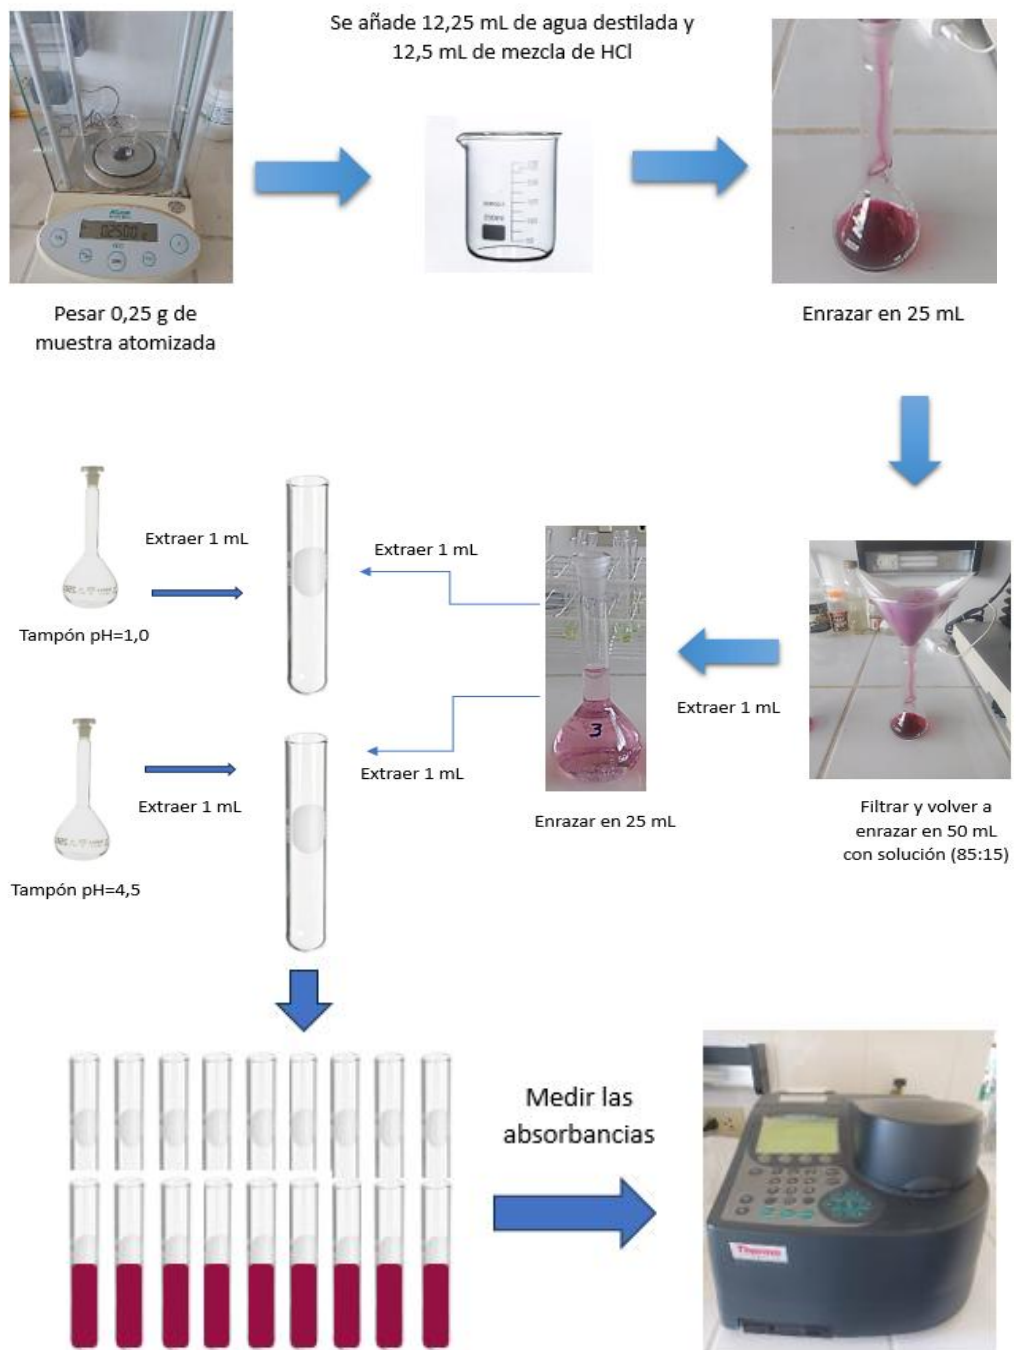 Se añade 12,25 mL de agua destilada y
12,5 mL de mezcla de HCl
Pesar 0,25 g de
muestra atomizada
Enrazar en 25 mL
Extraer 1 mL
Extraer 1 mL
Tampón pH=1,0
Extraer 1 mL
3
Extraer 1 mL
Extraer 1 mL
Tampón pH=4,5
Enrazar en 25 mL
Filtrar y volver a
enrazar en 50 mL
con solución (85:15)
Medir las
absorbancias
Thermo